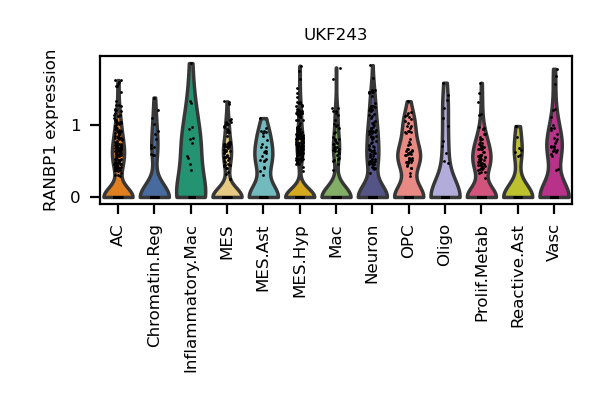 UKF243
RANBP1 expression
1
0
AC
Chromatin.Reg
Inflammatory.Mac
MES
MES.Ast
MES.Hyp
Mac
Neuron
OPC
Oligo
Prolif.Metab
Reactive.Ast
Vasc